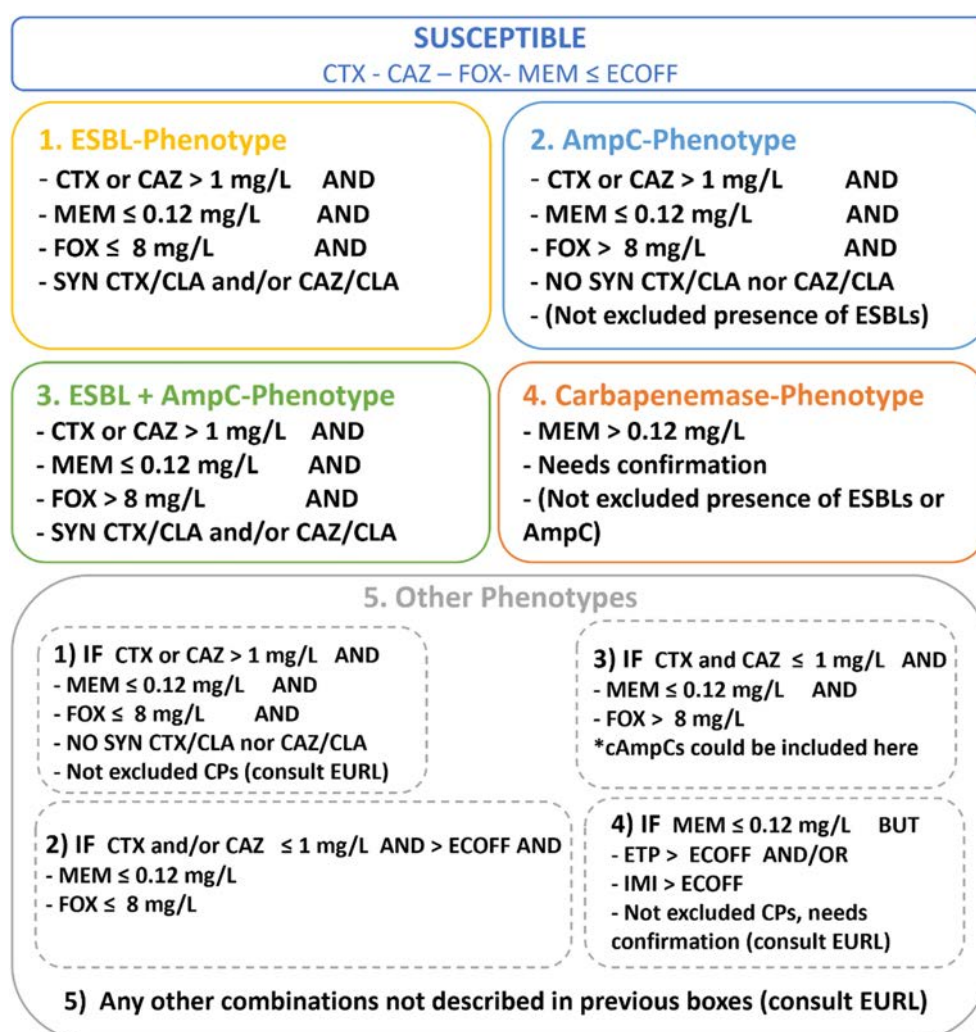 SUSCEPTIBLE
CTX - CAZ – FOX- MEM ≤ ECOFF
1. ESBL-Phenotype
- CTX or CAZ > 1 mg/L AND
- MEM ≤ 0.12 mg/L AND
- FOX ≤ 8 mg/L AND
- SYN CTX/CLA and/or CAZ/CLA
2. AmpC-Phenotype
- CTX or CAZ > 1 mg/L AND
- MEM ≤ 0.12 mg/L AND
- FOX > 8 mg/L AND
- NO SYN CTX/CLA nor CAZ/CLA
- (Not excluded presence of ESBLs)
3. ESBL + AmpC-Phenotype
- CTX or CAZ > 1 mg/L AND
- MEM ≤ 0.12 mg/L AND
- FOX > 8 mg/L AND
- SYN CTX/CLA and/or CAZ/CLA
4. Carbapenemase-Phenotype
- MEM > 0.12 mg/L
- Needs confirmation
- (Not excluded presence of ESBLs or
AmpC)
5. Other Phenotypes
1) IF CTX or CAZ > 1 mg/L AND
- MEM ≤ 0.12 mg/L AND
- FOX ≤ 8 mg/L AND
- NO SYN CTX/CLA nor CAZ/CLA
- Not excluded CPs (consult EURL)
2) IF CTX and/or CAZ ≤ 1 mg/L AND > ECOFF AND
- MEM ≤ 0.12 mg/L
- FOX ≤ 8 mg/L
3) IF CTX and CAZ ≤ 1 mg/L AND
- MEM ≤ 0.12 mg/L AND
- FOX > 8 mg/L
*cAmpCs could be included here
4) IF MEM ≤ 0.12 mg/L BUT
- ETP > ECOFF AND/OR
- IMI > ECOFF
- Not excluded CPs, needs
confirmation (consult EURL)
5) Any other combinations not described in previous boxes (consult EURL)